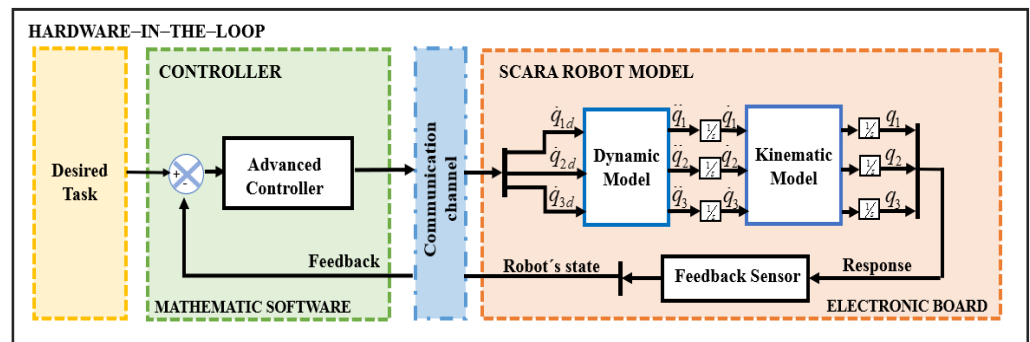 HARDWARE–IN–THE–LOOP
Desired
Task
CONTROLLER
+
-
Advanced
Controller
Feedback
MATHEMATIC SOFTWARE
Communication
channel
SCARA ROBOT MODEL
q̇1d
q̇2d
q̇3d
Dynamic
Model
q̈1 1/s q̇1
q̈2 1/s q̇2
q̈3 1/s q̇3
Kinematic
Model
1/s q1
1/s q2
1/s q3
Robot´s state
Feedback Sensor
Response
ELECTRONIC BOARD